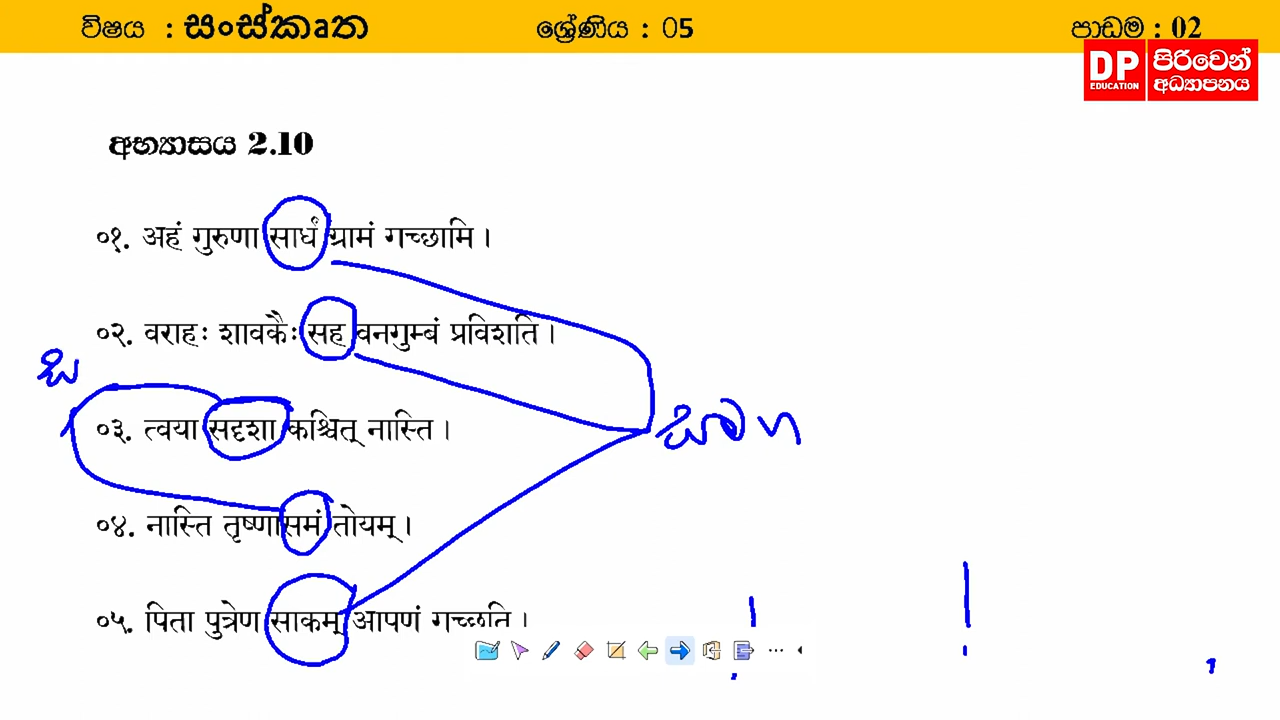 විෂය : සංස්කෘත ශ්‍රේණිය : 05 පාඩම : 02
DP EDUCATION පිරිවෙන් අධ්‍යාපනය
අභ්‍යාසය 2.10
०१. अहं गुरुणा सार्धं ग्रामं गच्छामि ।
०२. वराहः शावकैः सह वनगुम्बं प्रविशति ।
०३. त्वया सदृशा कश्चित् नास्ति ।
සමග
०४. नास्ति तृष्णासमं तोयम् ।
०५. पिता पुत्रेण साकम् आपणं गच्छति ।